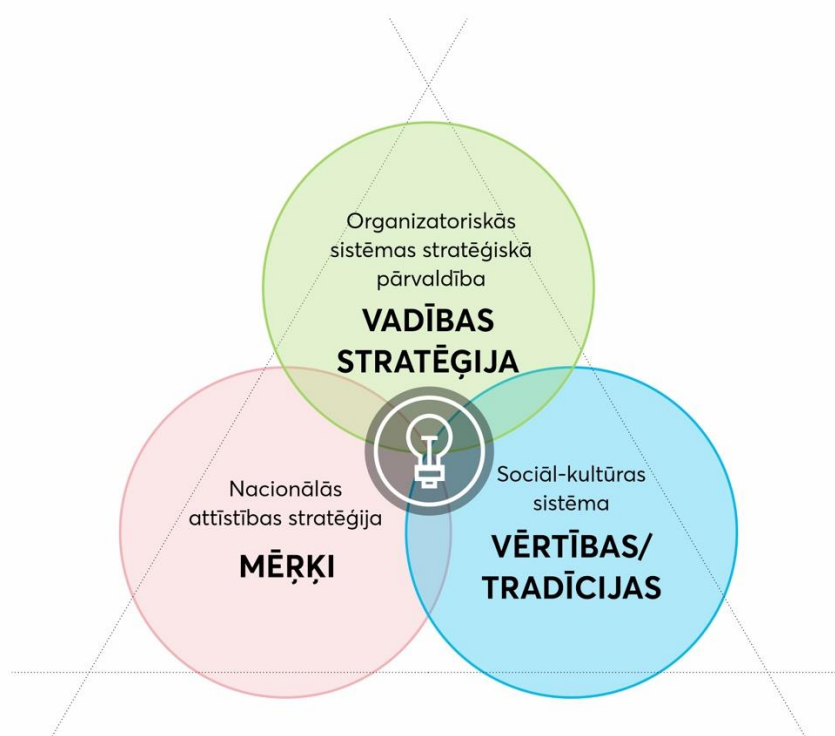 Organizatoriskās
sistēmas stratēģiskā
pārvaldība
VADĪBAS
STRATĒĢIJA
Nacionālās
attīstības stratēģija
MĒRĶI
Sociāl-kultūras
sistēma
VĒRTĪBAS/
TRADĪCIJAS